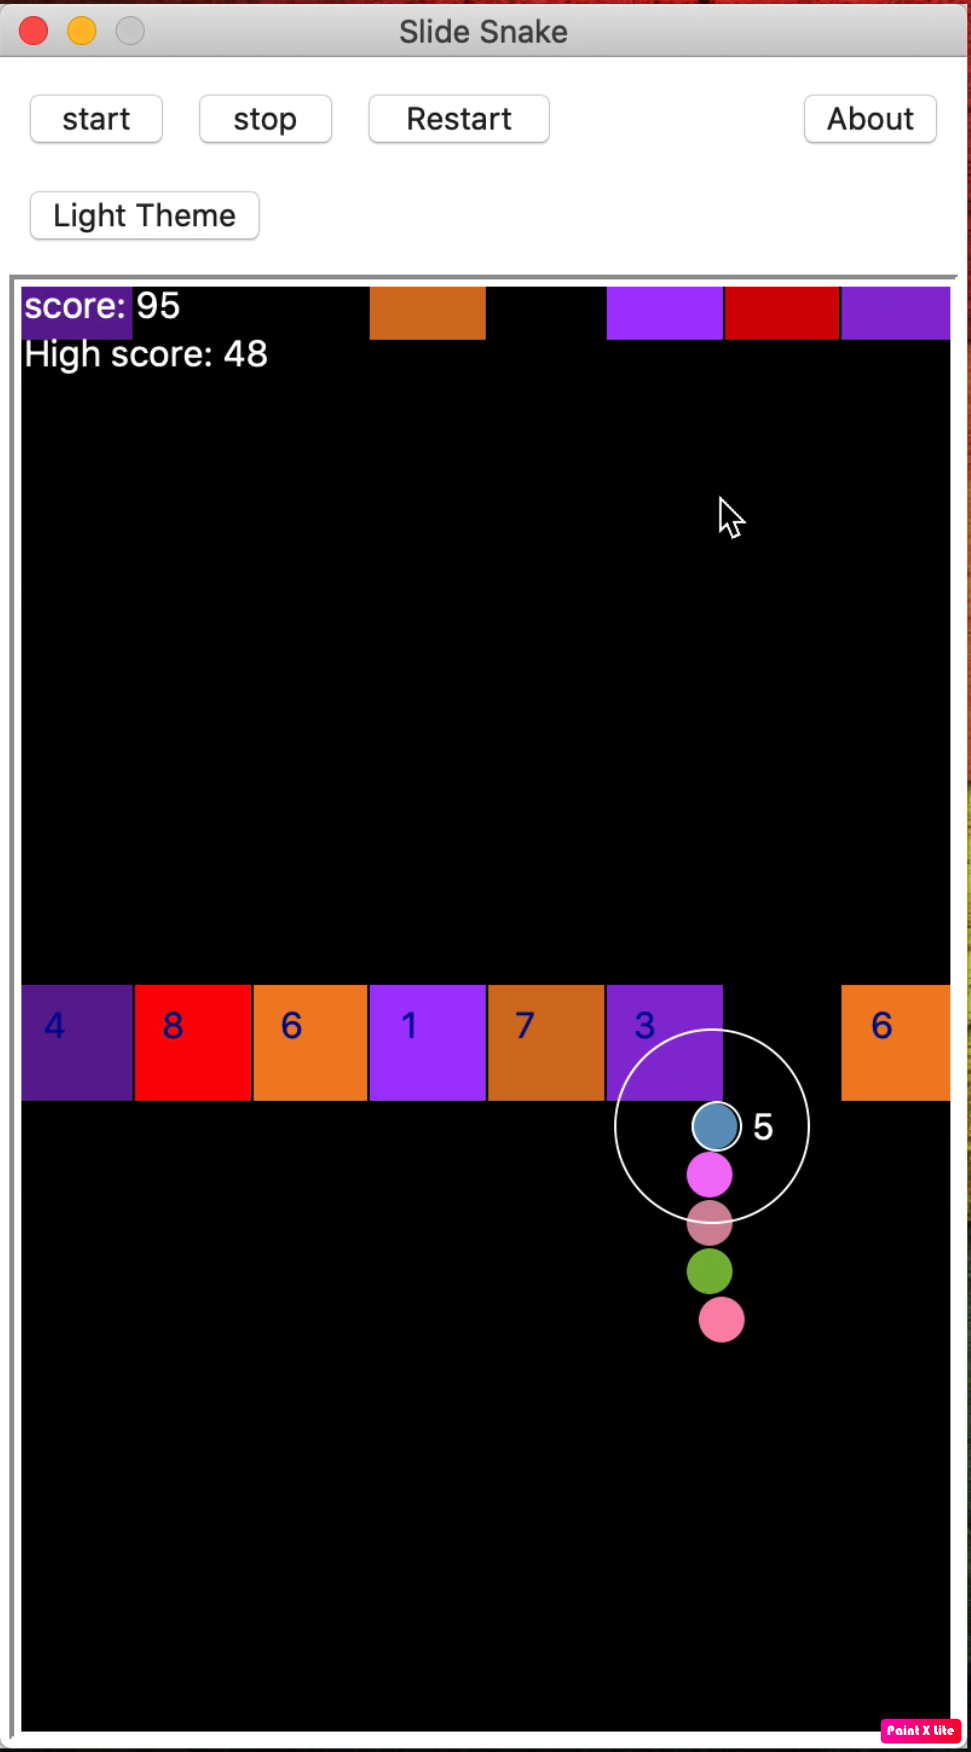 Slide Snake
start stop Restart About
Light Theme
score: 95
High score: 48
4 8 6 1 7 3 6
5
Paint X Lite